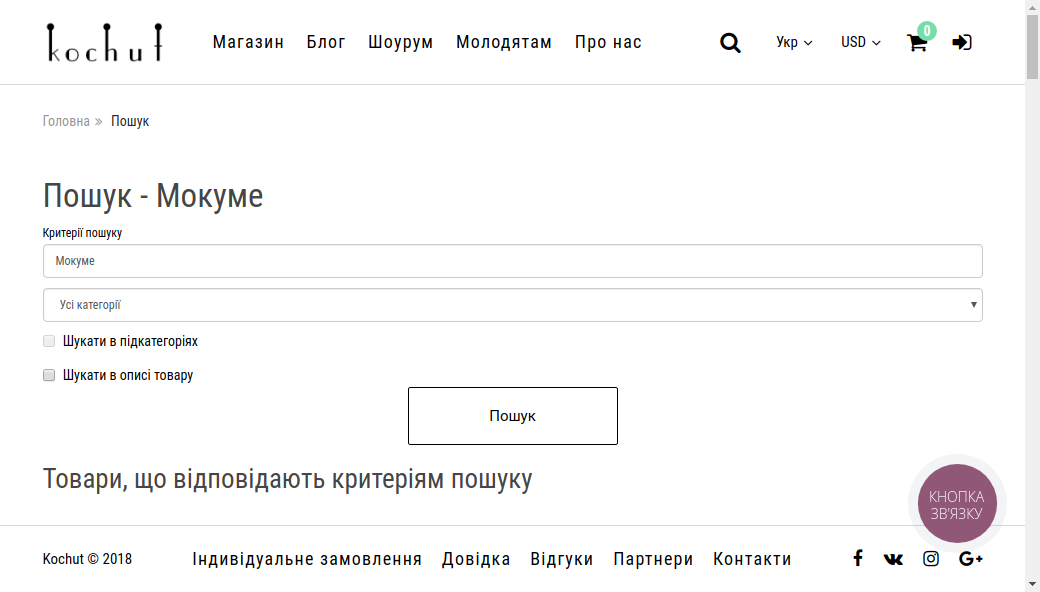 kochut
Магазин Блог Шоурум Молодятам Про нас Укр USD 0
Головна » Пошук
Пошук - Мокуме
Критерії пошуку
Мокуме
Усі категорії
Шукати в підкатегоріях
Шукати в описі товару
Пошук
Товари, що відповідають критеріям пошуку
КНОПКА
ЗВ'ЯЗКУ
Kochut © 2018 Індивідуальне замовлення Довідка Відгуки Партнери Контакти